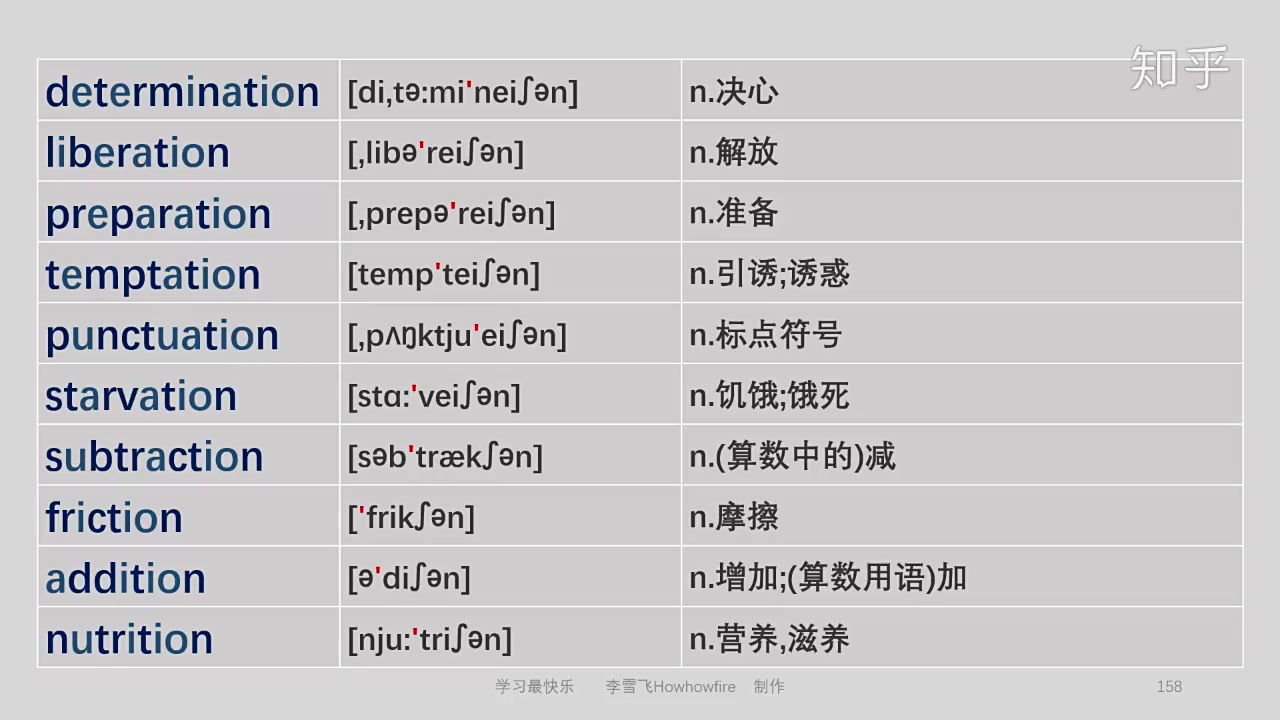 知乎
determination [di,tə:mi'neiʃən] n.决心
liberation [,libə'reiʃən] n.解放
preparation [,prepə'reiʃən] n.准备
temptation [temp'teiʃən] n.引诱;诱惑
punctuation [,pʌŋktju'eiʃən] n.标点符号
starvation [stɑ:'veiʃən] n.饥饿;饿死
subtraction [səb'trækʃən] n.(算数中的)减
friction ['frikʃən] n.摩擦
addition [ə'diʃən] n.增加;(算数用语)加
nutrition [nju:'triʃən] n.营养,滋养
学习最快乐 李雪飞Howhowfire 制作 158